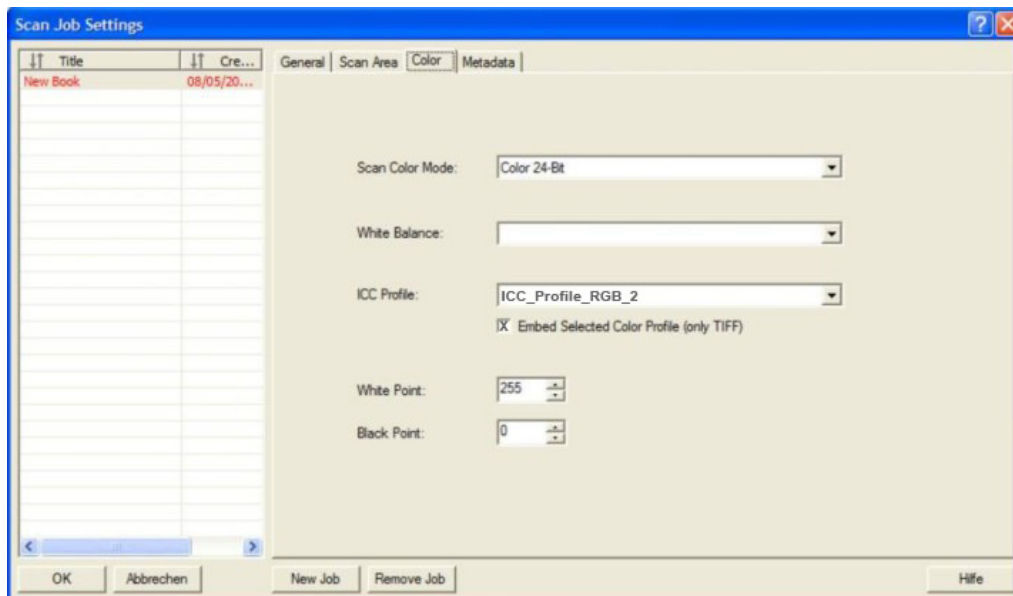 Scan Job Settings
Title Cre...
New Book 08/05/20...
General Scan Area Color Metadata
Scan Color Mode: Color 24-Bit
White Balance:
ICC Profile: ICC_Profile_RGB_2
X Embed Selected Color Profile (only TIFF)
White Point: 255
Black Point: 0
OK Abbrechen New Job Remove Job Hilfe